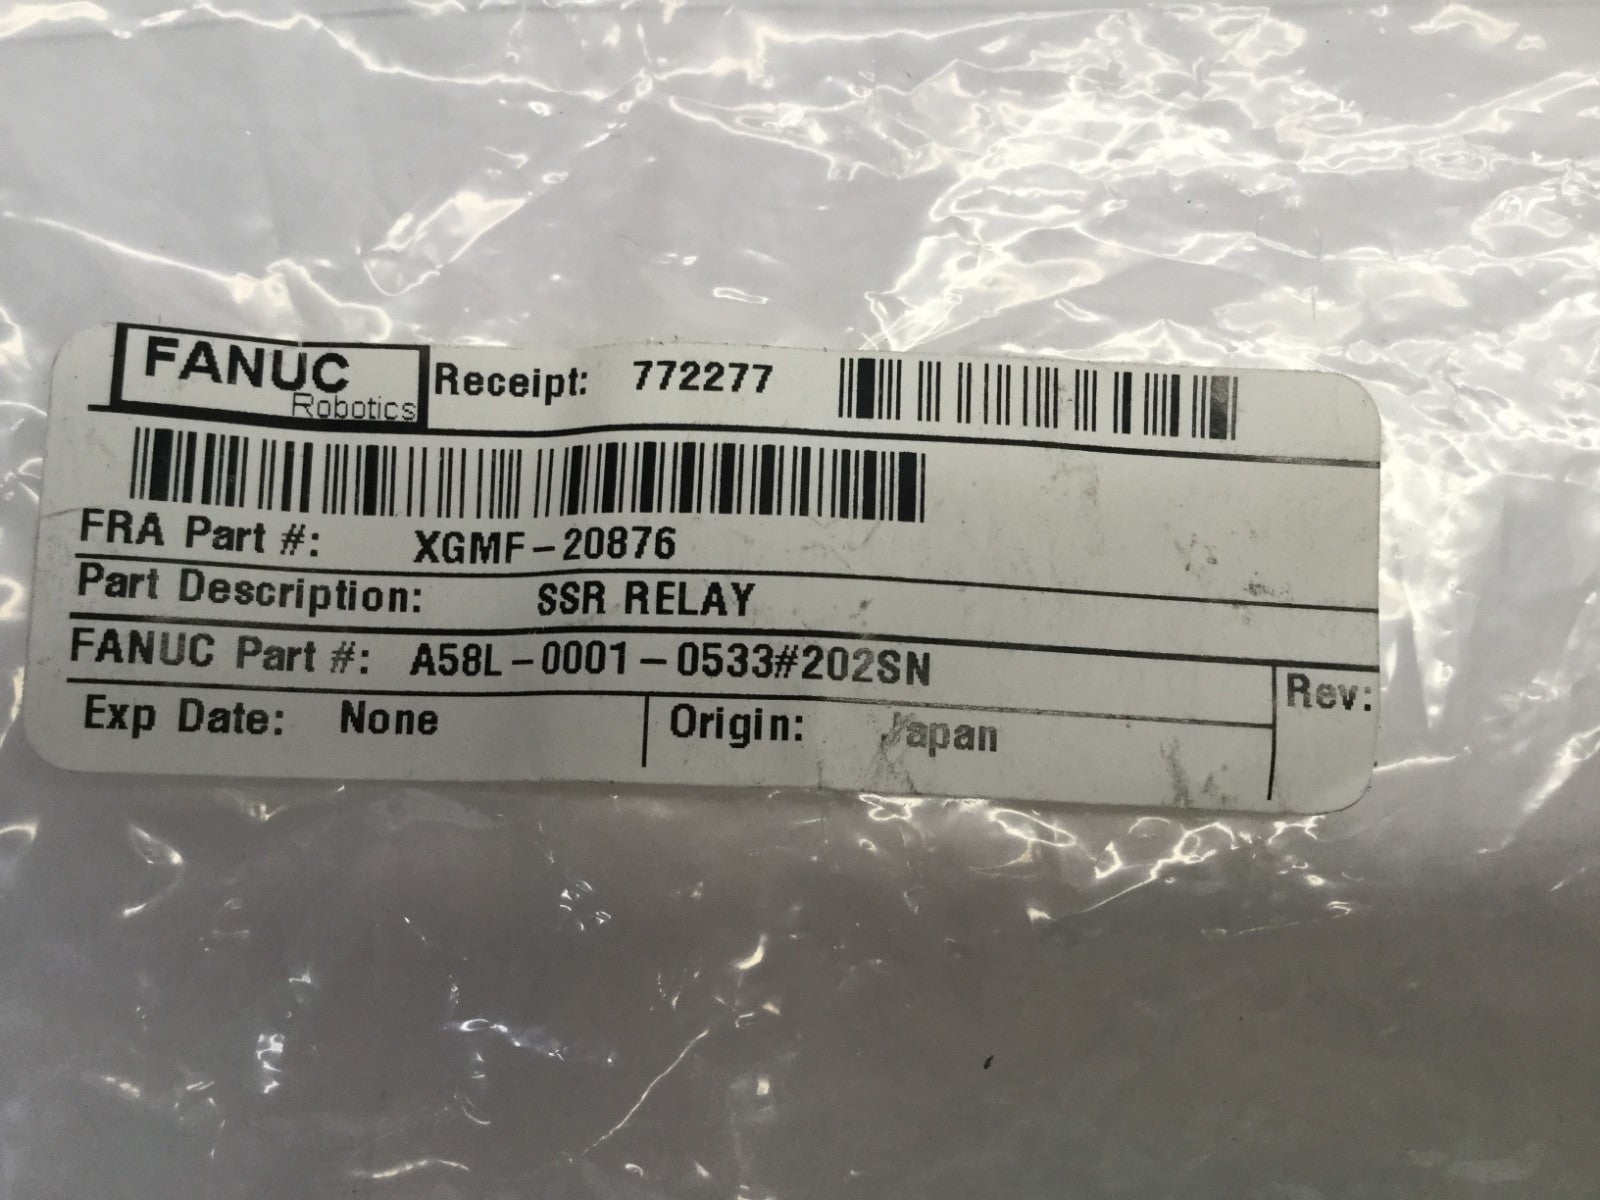 FANUC
Robotics
Receipt: 772277
FRA Part #: XGMF-20876
Part Description: SSR RELAY
FANUC Part #: A58L-0001-0533#202SN
Rev:
Exp Date: None Origin: Japan